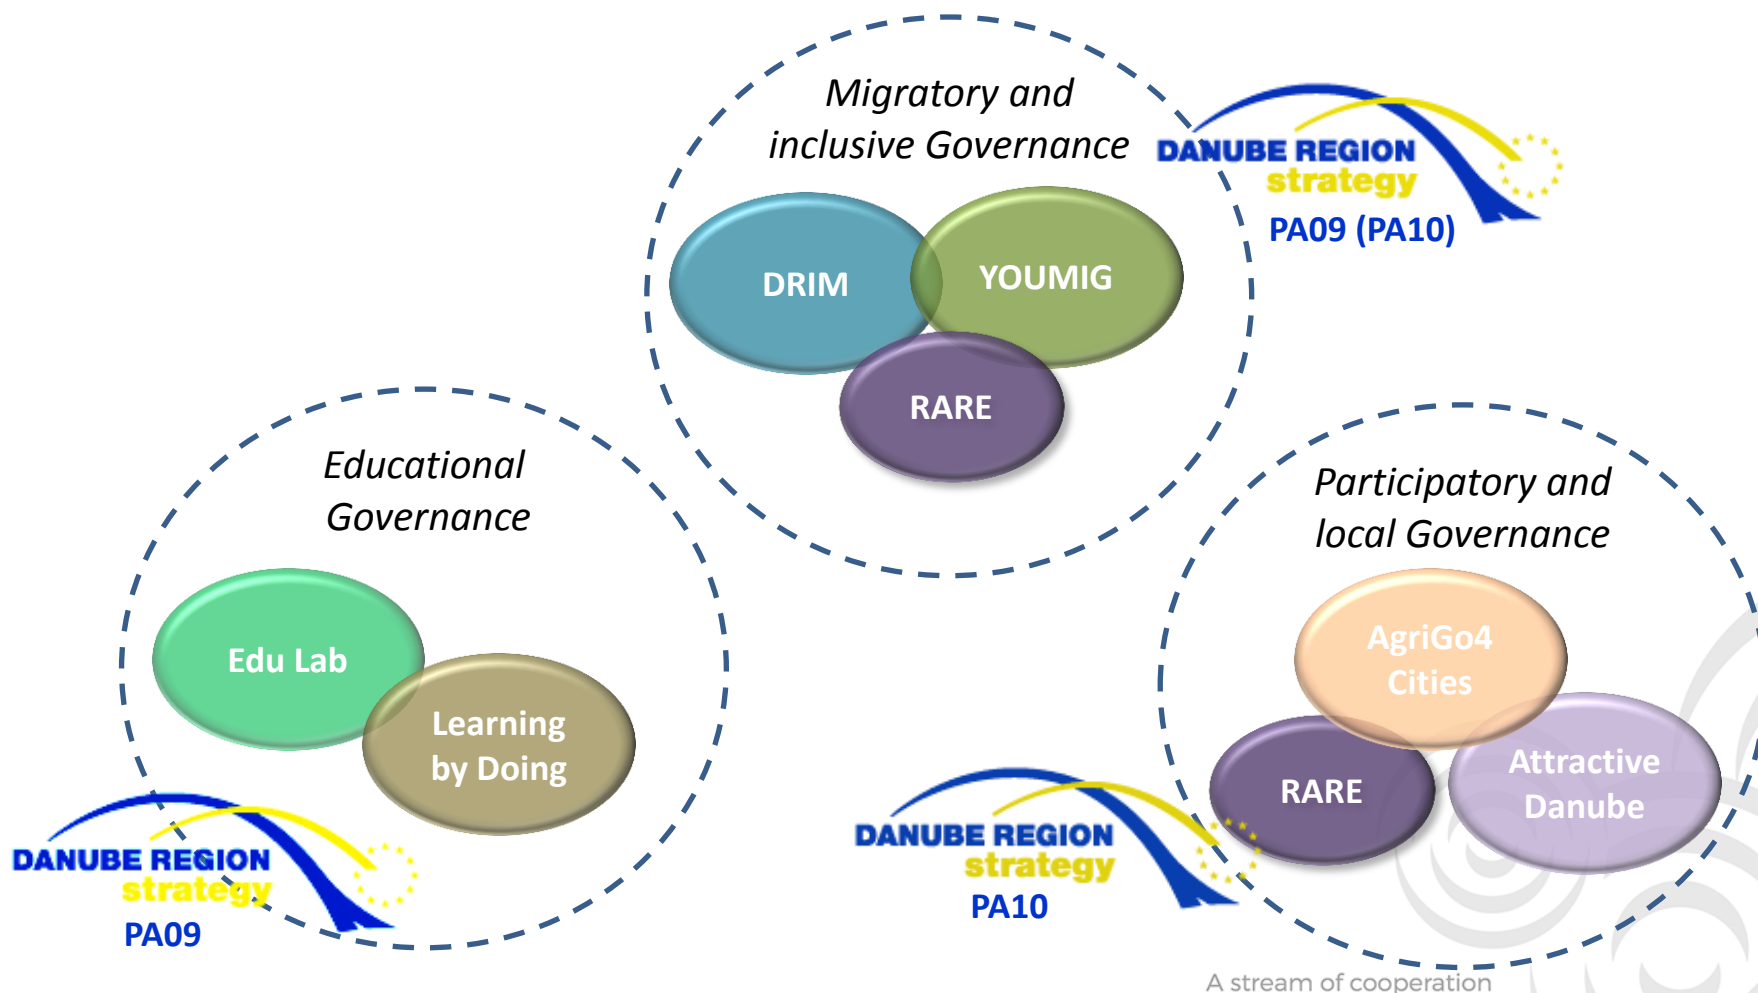 Migratory and
inclusive Governance
DANUBE REGION
strategy
PA09 (PA10)
DRIM
YOUMIG
RARE
Educational
Governance
Edu Lab
Learning
by Doing
DANUBE REGION
strategy
PA09
Participatory and
local Governance
AgriGo4
Cities
RARE
Attractive
Danube
DANUBE REGION
strategy
PA10
A stream of cooperation